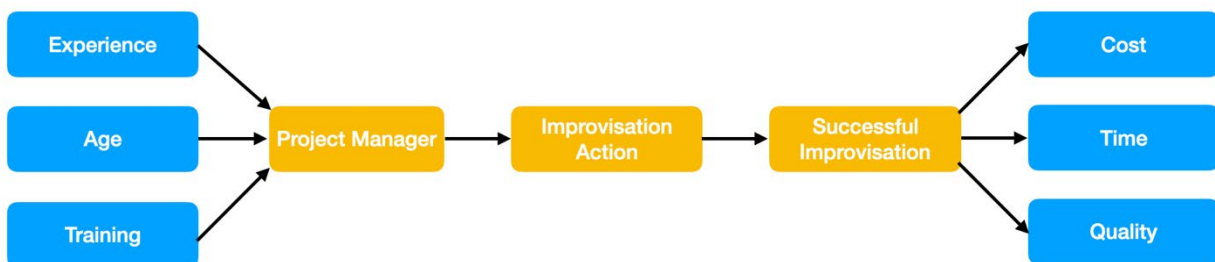 Experience
Age
Training
Project Manager
Improvisation
Action
Successful
Improvisation
Cost
Time
Quality